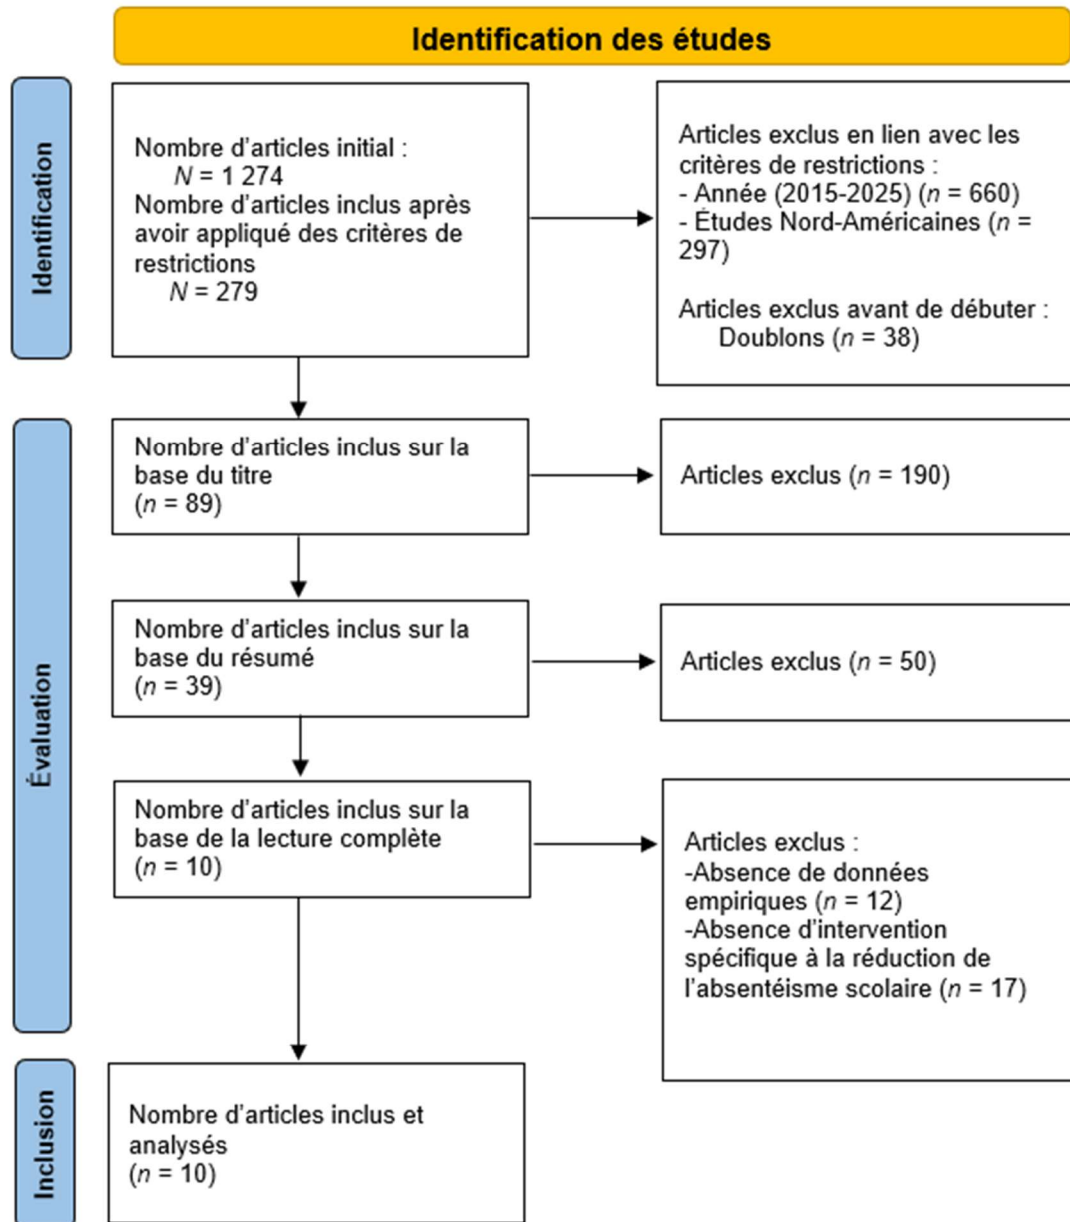 Identification des études
Identification
Nombre d'articles initial :
N = 1 274
Nombre d'articles inclus après
avoir appliqué des critères de
restrictions
N = 279
Articles exclus en lien avec les
critères de restrictions :
- Année (2015-2025) (n = 660)
- Études Nord-Américaines (n =
297)
Articles exclus avant de débuter :
Doublons (n = 38)
Évaluation
Nombre d'articles inclus sur la
base du titre
(n = 89)
Articles exclus (n = 190)
Nombre d'articles inclus sur la
base du résumé
(n = 39)
Articles exclus (n = 50)
Nombre d'articles inclus sur la
base de la lecture complète
(n = 10)
Articles exclus :
-Absence de données
empiriques (n = 12)
-Absence d'intervention
spécifique à la réduction de
l'absentéisme scolaire (n = 17)
Inclusion
Nombre d'articles inclus et
analysés
(n = 10)